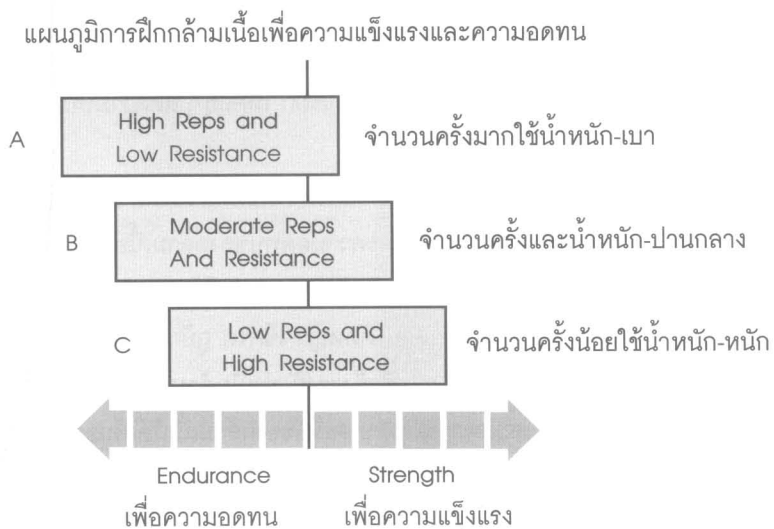 แผนภูมิการฝึกกล้ามเนื้อเพื่อความแข็งแรงและความอดทน
A
High Reps and
Low Resistance
จำนวนครั้งมากใช้น้ำหนัก-เบา
B
Moderate Reps
And Resistance
จำนวนครั้งและน้ำหนัก-ปานกลาง
C
Low Reps and
High Resistance
จำนวนครั้งน้อยใช้น้ำหนัก-หนัก
Endurance
เพื่อความอดทน
Strength
เพื่อความแข็งแรง